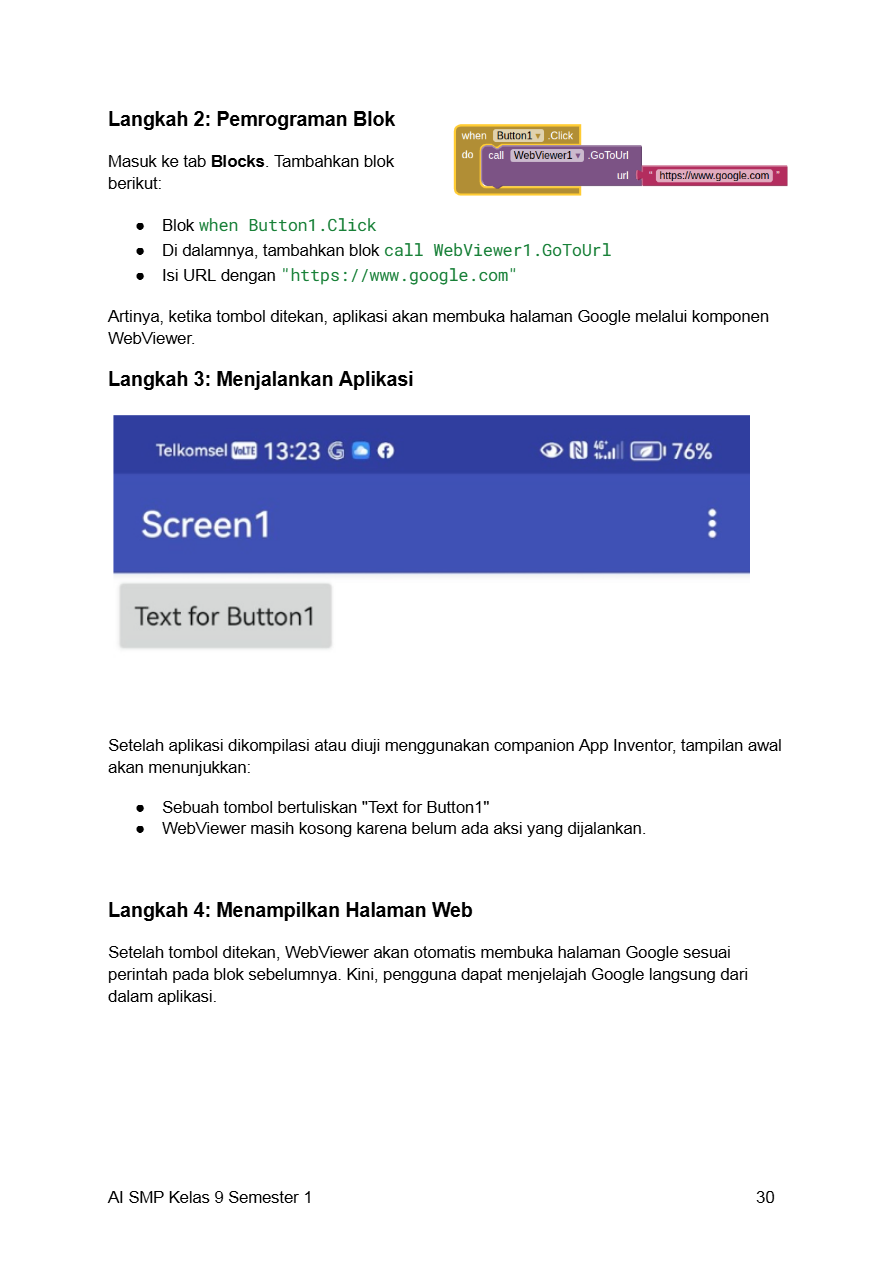 Langkah 2: Pemrograman Blok
Masuk ke tab Blocks. Tambahkan blok
berikut:
when Button1 .Click
do call WebViewer1 .GoToUrl
url " https://www.google.com "
● Blok when Button1.Click
● Di dalamnya, tambahkan blok call WebViewer1.GoToUrl
● Isi URL dengan "https://www.google.com"
Artinya, ketika tombol ditekan, aplikasi akan membuka halaman Google melalui komponen
WebViewer.
Langkah 3: Menjalankan Aplikasi
Telkomsel VoLTE 13:23 G 4G 76%
Screen1
Text for Button1
Setelah aplikasi dikompilasi atau diuji menggunakan companion App Inventor, tampilan awal
akan menunjukkan:
● Sebuah tombol bertuliskan "Text for Button1"
● WebViewer masih kosong karena belum ada aksi yang dijalankan.
Langkah 4: Menampilkan Halaman Web
Setelah tombol ditekan, WebViewer akan otomatis membuka halaman Google sesuai
perintah pada blok sebelumnya. Kini, pengguna dapat menjelajah Google langsung dari
dalam aplikasi.
AI SMP Kelas 9 Semester 1 30